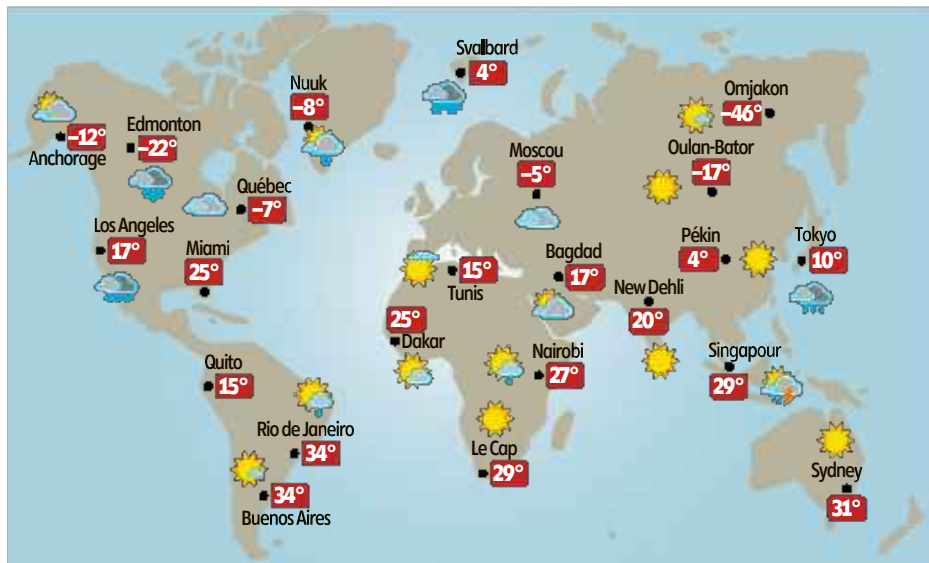 Svalbard
4°
Nuuk
–8°
Omjakon
–46°
Anchorage
–12°
Edmonton
–22°
Moscou
–5°
Oulan-Bator
–17°
Québec
–7°
Los Angeles
17°
Miami
25°
Tunis
15°
Bagdad
17°
Pékin
4°
Tokyo
10°
New Dehli
20°
25°
Dakar
Nairobi
27°
Singapour
29°
Quito
15°
Rio de Janeiro
34°
Le Cap
29°
34°
Buenos Aires
Sydney
31°